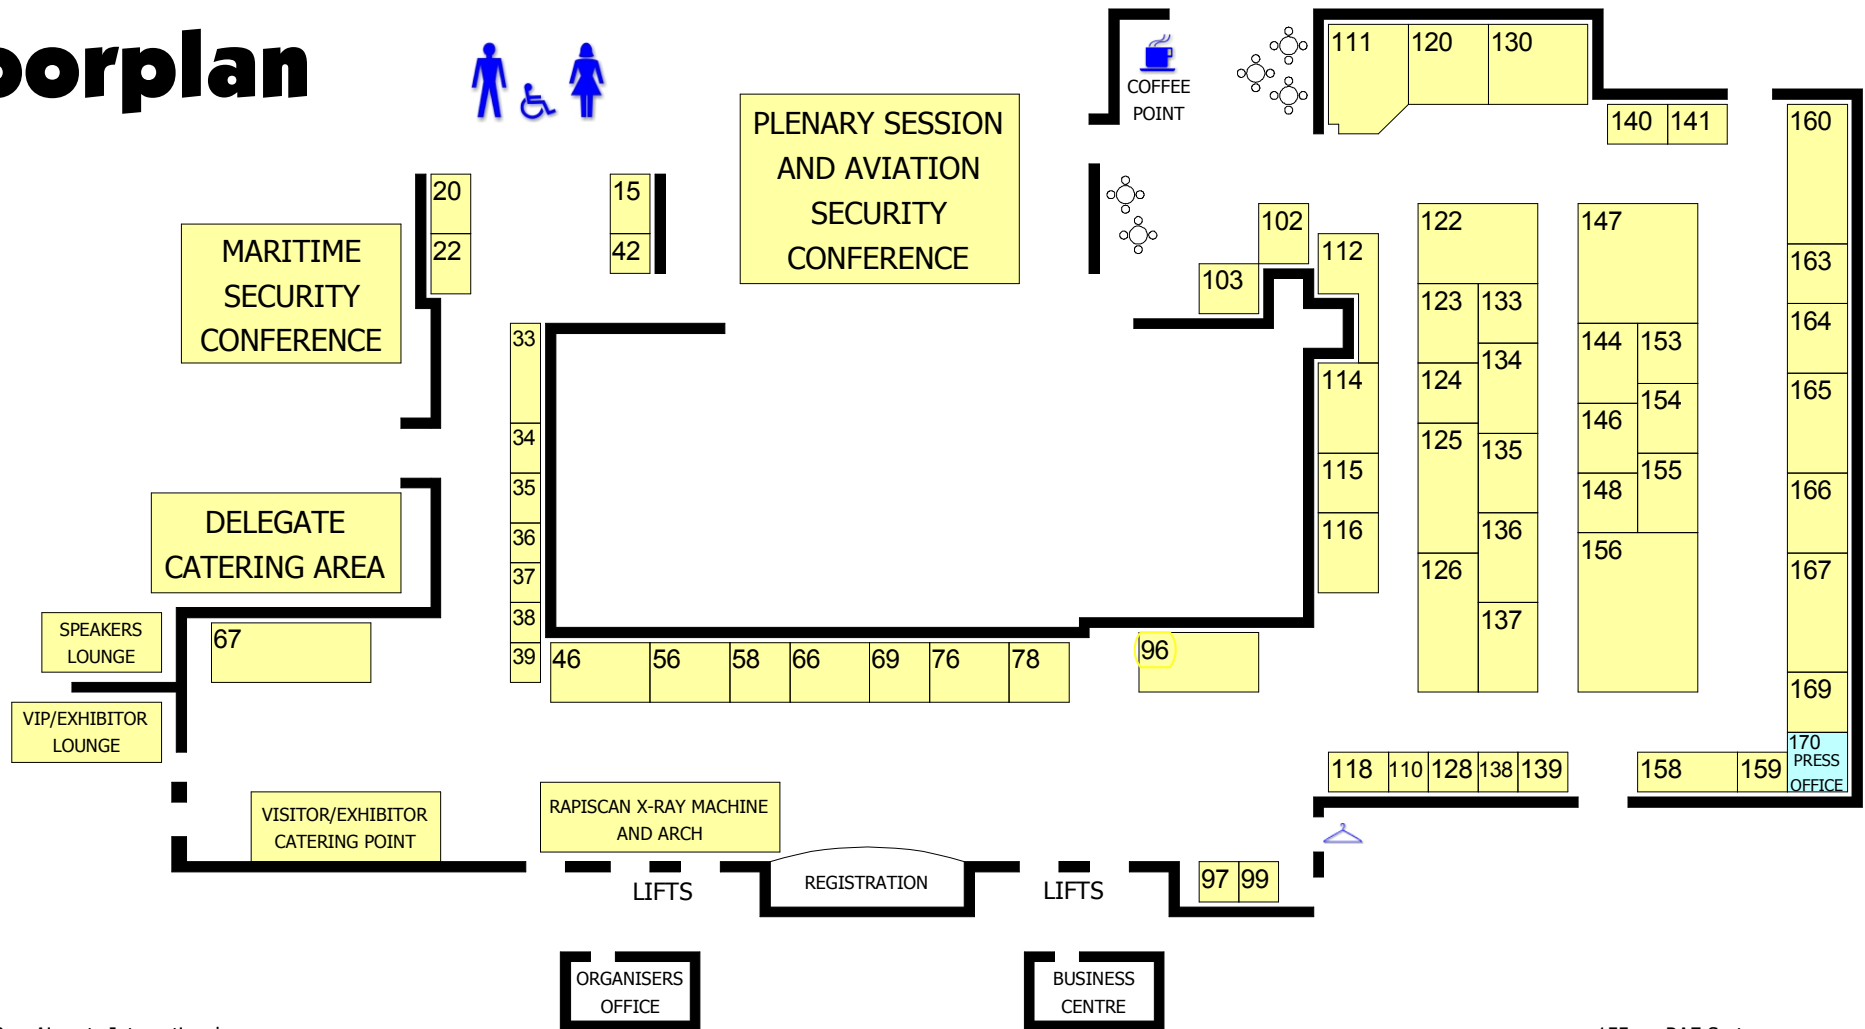 oorplan
COFFEE
POINT
111
120
130
140
141
160
PLENARY SESSION
AND AVIATION
SECURITY
CONFERENCE
20
22
15
42
MARITIME
SECURITY
CONFERENCE
102
103
112
122
147
163
123
133
164
33
144
153
134
114
124
165
154
146
34
125
135
115
155
35
148
166
DELEGATE
CATERING AREA
36
116
136
156
37
126
167
38
137
SPEAKERS
LOUNGE
67
39
46
56
58
66
69
76
78
96
169
VIP/EXHIBITOR
LOUNGE
170
PRESS
OFFICE
118
110
128
138
139
158
159
VISITOR/EXHIBITOR
CATERING POINT
RAPISCAN X-RAY MACHINE
AND ARCH
LIFTS
REGISTRATION
LIFTS
97
99
ORGANISERS
OFFICE
BUSINESS
CENTRE